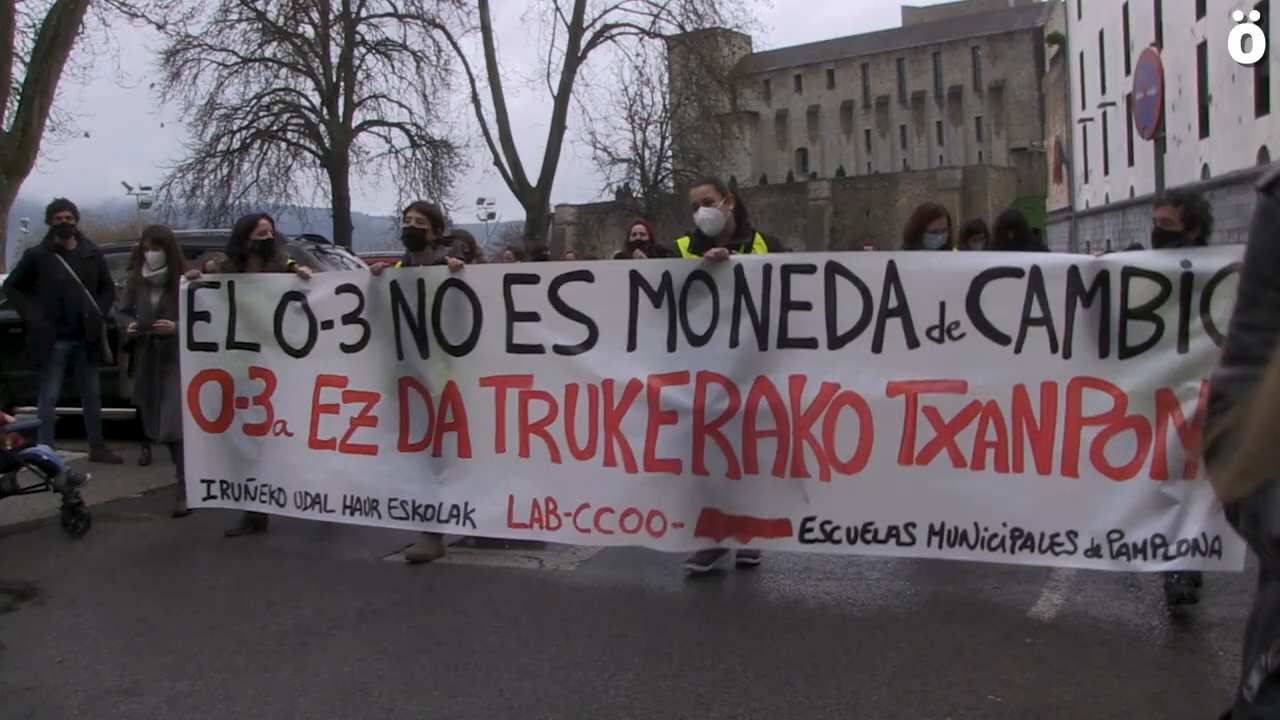 EL 0-3 NO ES MONEDA de CAMBIO
0-3a EZ DA TRUKERAKO TXANPON
IRUÑEKO UDAL HAUR ESKOLAK LAB-CCOO- ESCUELAS MUNICIPALES de PAMPLONA
ö